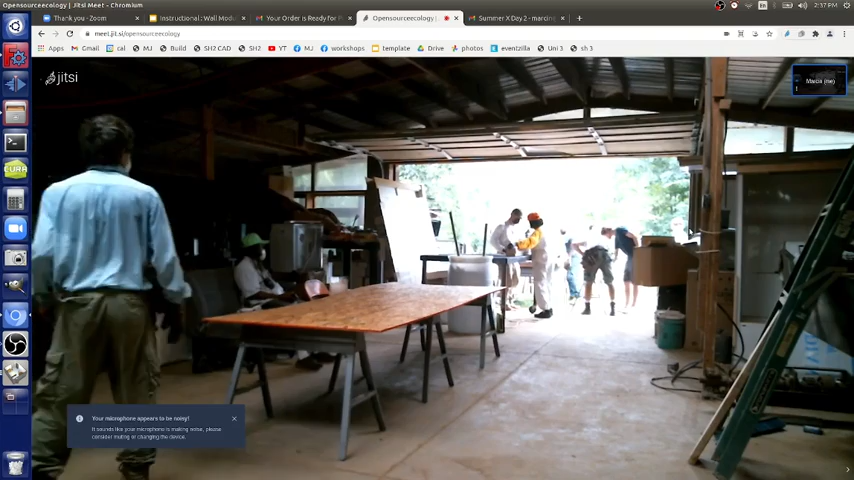 Opensourceecology | Jitsi Meet - Chromium
En
2:37 PM
Thank you - Zoom
Instructional: Wall Modu
Your Order is Ready for P
Opensourceecology |
Summer X Day 2 - marcin
meet.jit.si/opensourceecology
Apps
Gmail
cal
MJ
Build
SH2 CAD
SH2
YT
MJ
workshops
template
Drive
photos
eventzilla
Uni 3
sh 3
jitsi
Marcin (me)
CURA
Your microphone appears to be noisy!
It sounds like your microphone is making noise, please
consider muting or changing the device.